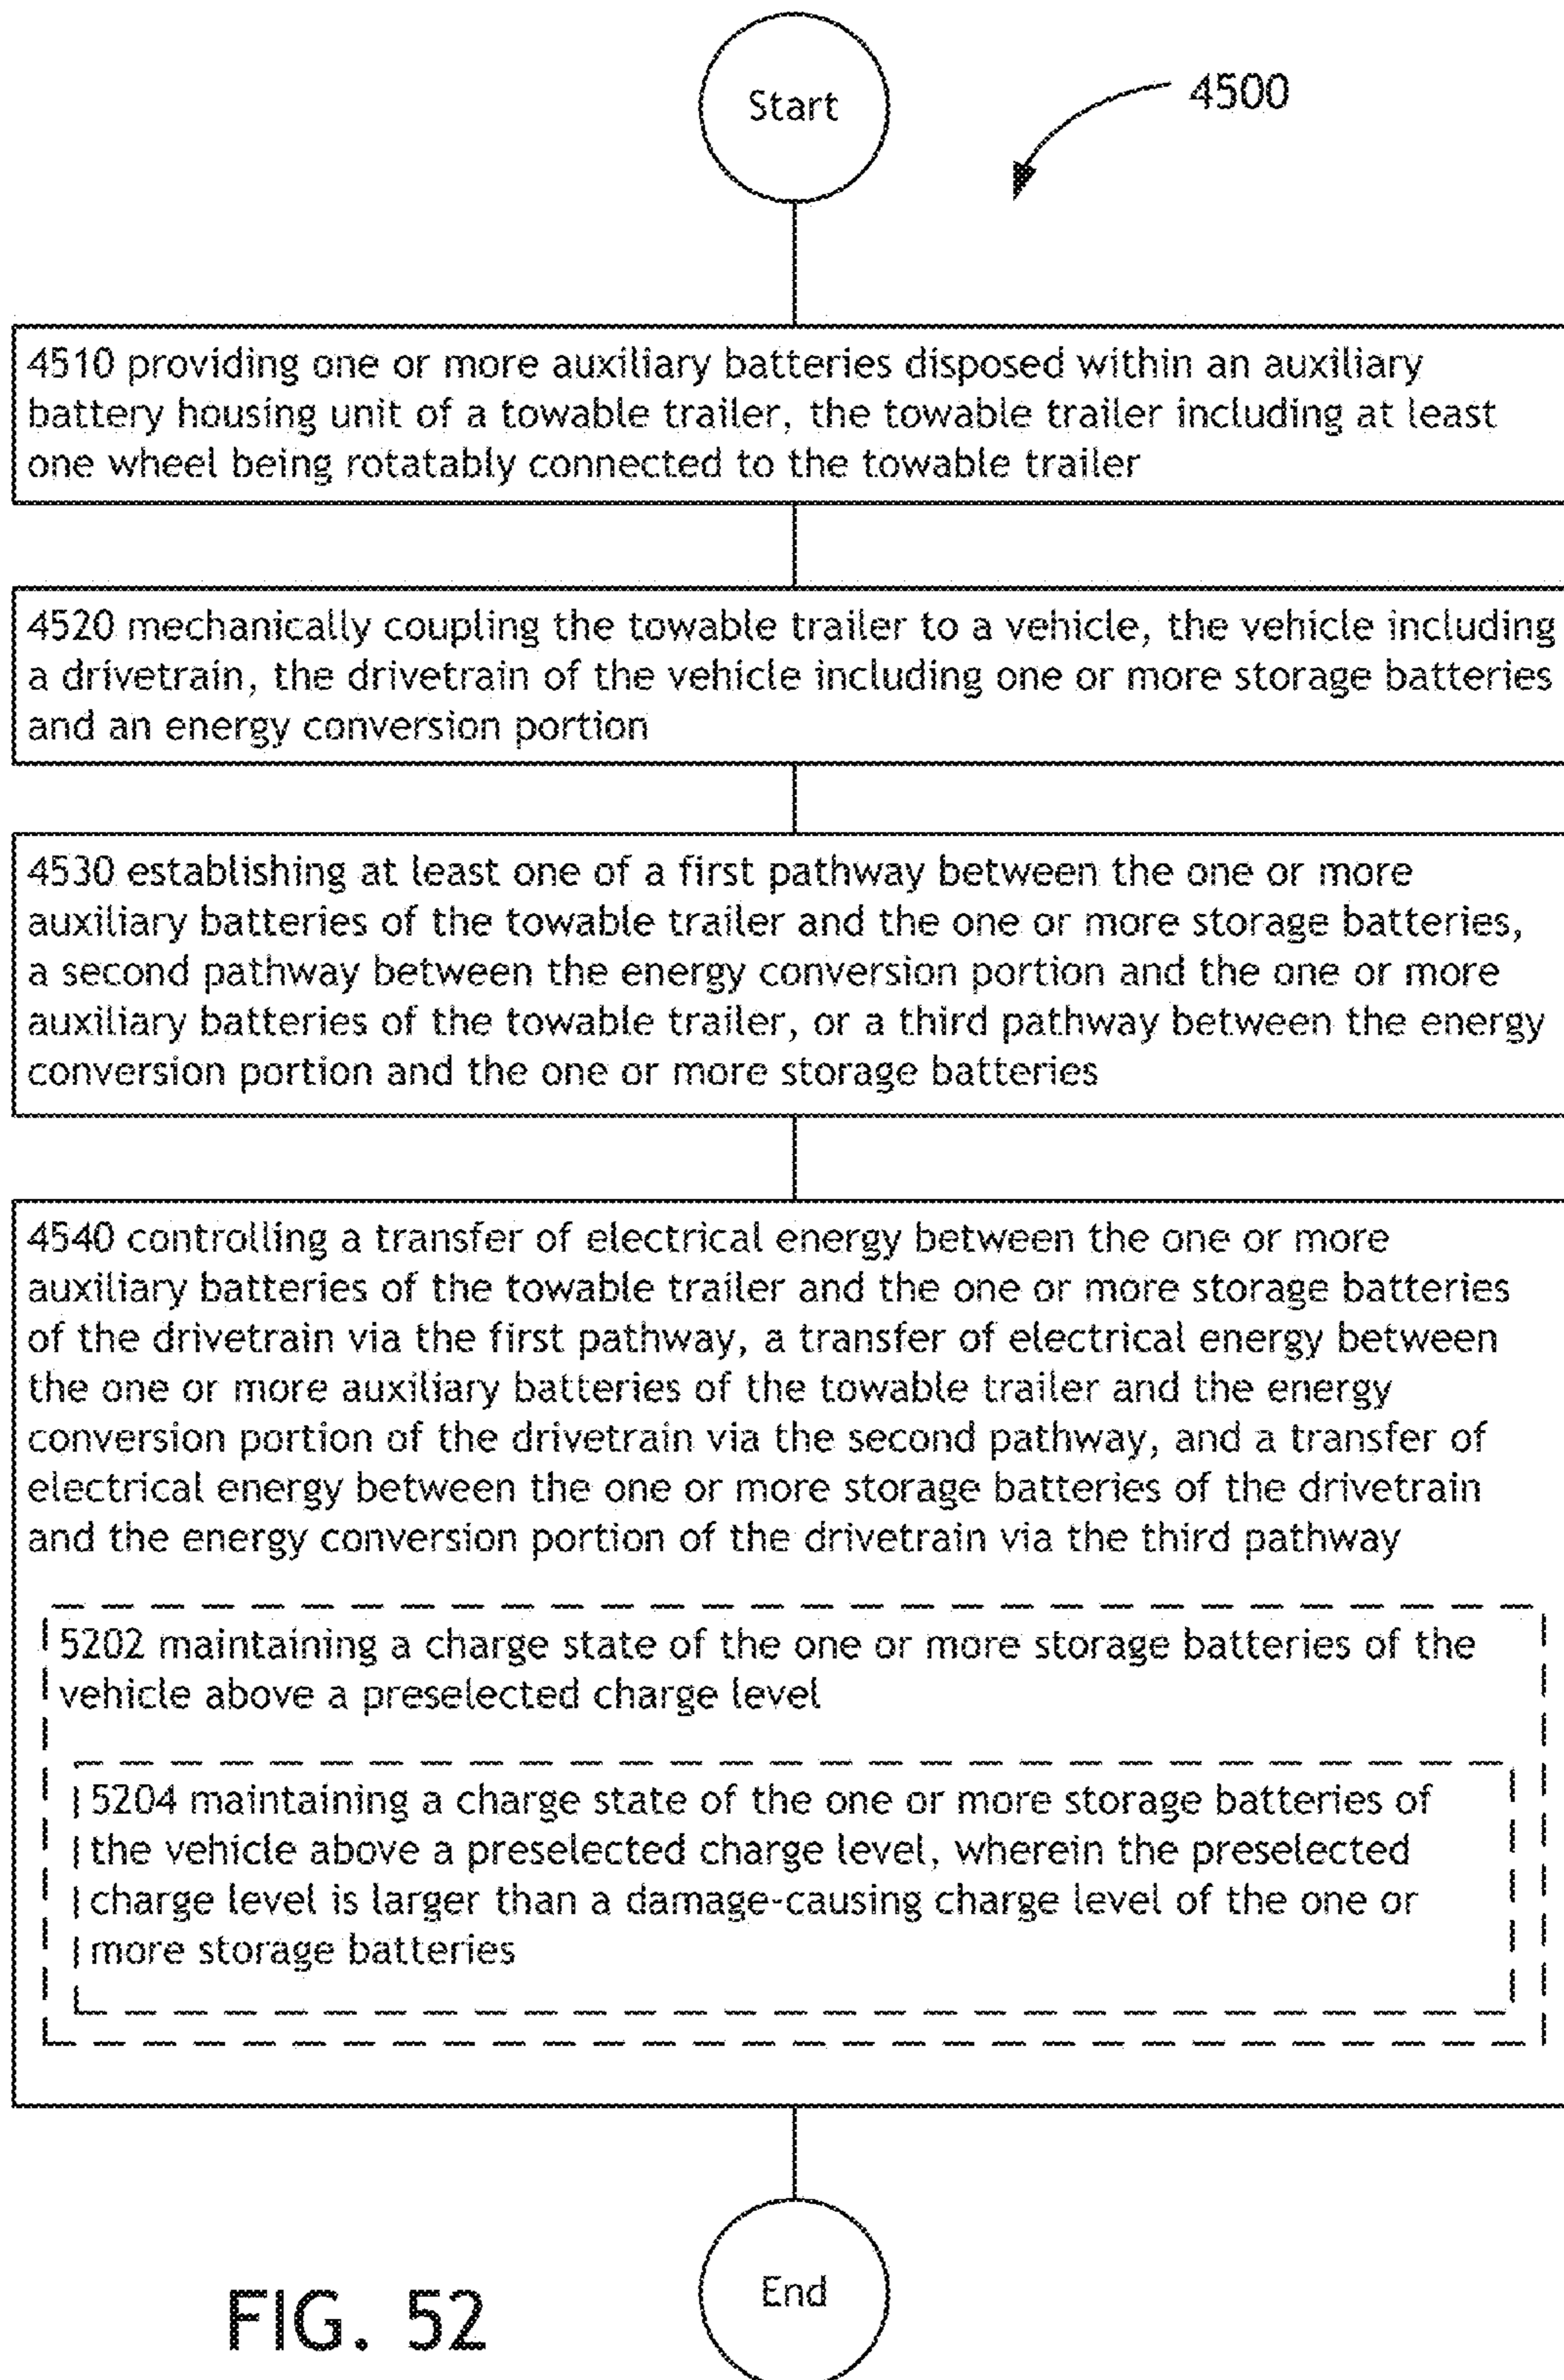 Start
4500
4510 providing one or more auxiliary batteries disposed within an auxiliary
battery housing unit of a towable trailer, the towable trailer including at least
one wheel being rotatably connected to the towable trailer
4520 mechanically coupling the towable trailer to a vehicle, the vehicle including
a drivetrain, the drivetrain of the vehicle including one or more storage batteries
and an energy conversion portion
4530 establishing at least one of a first pathway between the one or more
auxiliary batteries of the towable trailer and the one or more storage batteries,
a second pathway between the energy conversion portion and the one or more
auxiliary batteries of the towable trailer, or a third pathway between the energy
conversion portion and the one or more storage batteries
4540 controlling a transfer of electrical energy between the one or more
auxiliary batteries of the towable trailer and the one or more storage batteries
of the drivetrain via the first pathway, a transfer of electrical energy between
the one or more auxiliary batteries of the towable trailer and the energy
conversion portion of the drivetrain via the second pathway, and a transfer of
electrical energy between the one or more storage batteries of the drivetrain
and the energy conversion portion of the drivetrain via the third pathway
5202 maintaining a charge state of the one or more storage batteries of the
vehicle above a preselected charge level
5204 maintaining a charge state of the one or more storage batteries of
the vehicle above a preselected charge level, wherein the preselected
charge level is larger than a damage-causing charge level of the one or
more storage batteries
End
FIG. 52